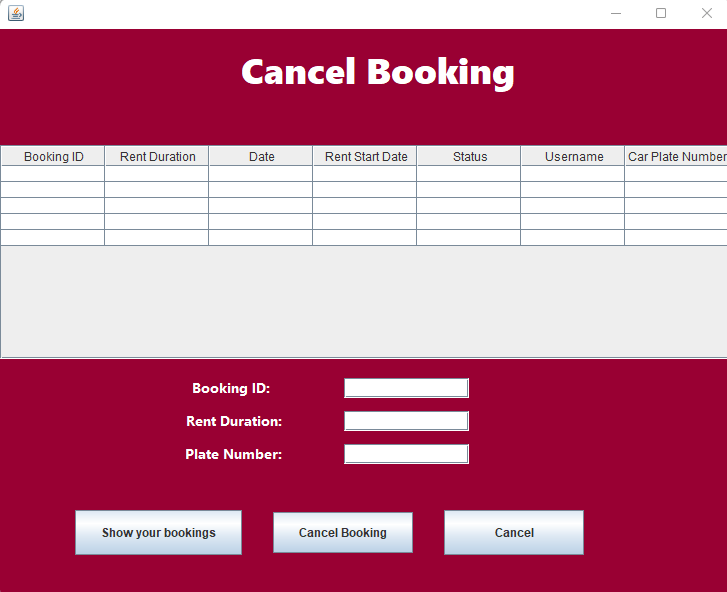 Cancel Booking
Booking ID Rent Duration Date Rent Start Date Status Username Car Plate Number
Booking ID:
Rent Duration:
Plate Number:
Show your bookings Cancel Booking Cancel